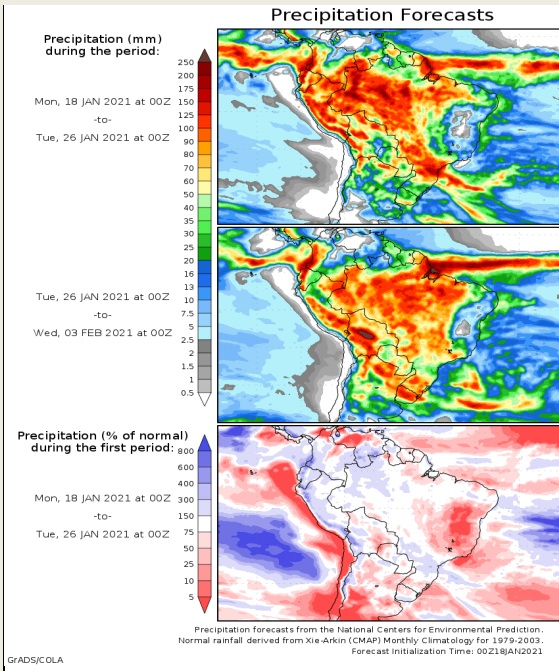 Precipitation Forecasts
Precipitation (mm)
during the period:
Mon, 18 JAN 2021 at 00Z
-to-
Tue, 26 JAN 2021 at 00Z
250
200
175
150
125
100
90
80
70
60
50
40
35
30
25
20
16
13
10
7.5
5
2.5
2
1.5
1
0.5
Tue, 26 JAN 2021 at 00Z
-to-
Wed, 03 FEB 2021 at 00Z
Precipitation (% of normal)
during the first period:
Mon, 18 JAN 2021 at 00Z
-to-
Tue, 26 JAN 2021 at 00Z
800
600
400
300
150
75
50
25
10
5
Precipitation forecasts from the National Centers for Environmental Prediction.
Normal rainfall derived from Xie-Arkin (CMAP) Monthly Climatology for 1979-2003.
Forecast Initialization Time: 00Z18JAN2021
GrADS/COLA